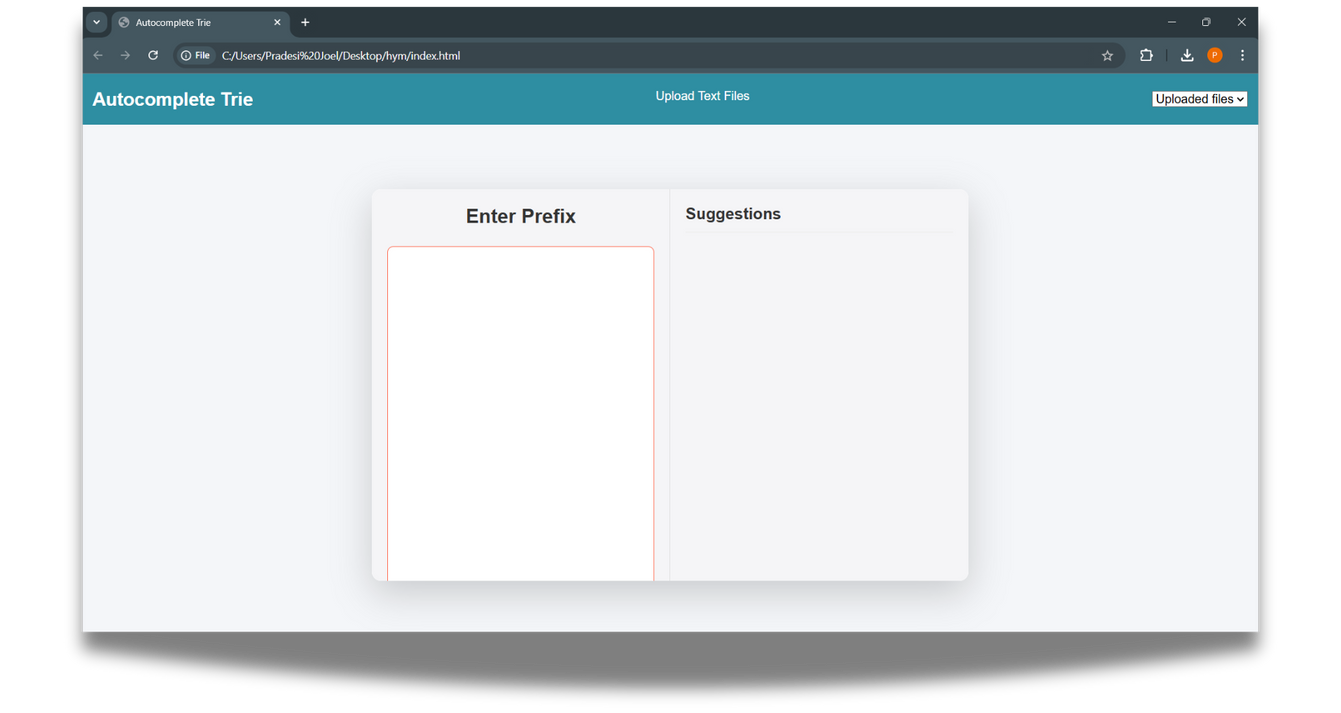 Autocomplete Trie
File C:/Users/Pradesi%20Joel/Desktop/hym/index.html P
Autocomplete Trie Upload Text Files Uploaded files
Enter Prefix Suggestions